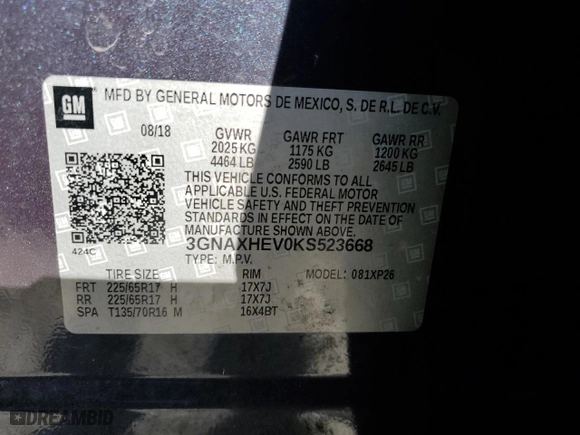 GM
MFD BY GENERAL MOTORS DE MEXICO, S. DE R.L. DE C.V.
08/18 GVWR GAWR FRT GAWR RR
2025 KG 1175 KG 1200 KG
4464 LB 2590 LB 2645 LB
THIS VEHICLE CONFORMS TO ALL
APPLICABLE U.S. FEDERAL MOTOR
VEHICLE SAFETY AND THEFT PREVENTION
STANDARDS IN EFFECT ON THE DATE OF
MANUFACTURE SHOWN ABOVE.
424C 3GNAXHEV0KS523668
TYPE: M.P.V. MODEL: 081XP26
TIRE SIZE RIM
FRT 225/65R17 H 17X7J
RR 225/65R17 H 17X7J
SPA T135/70R16 M 16X4BT
DREAMBID